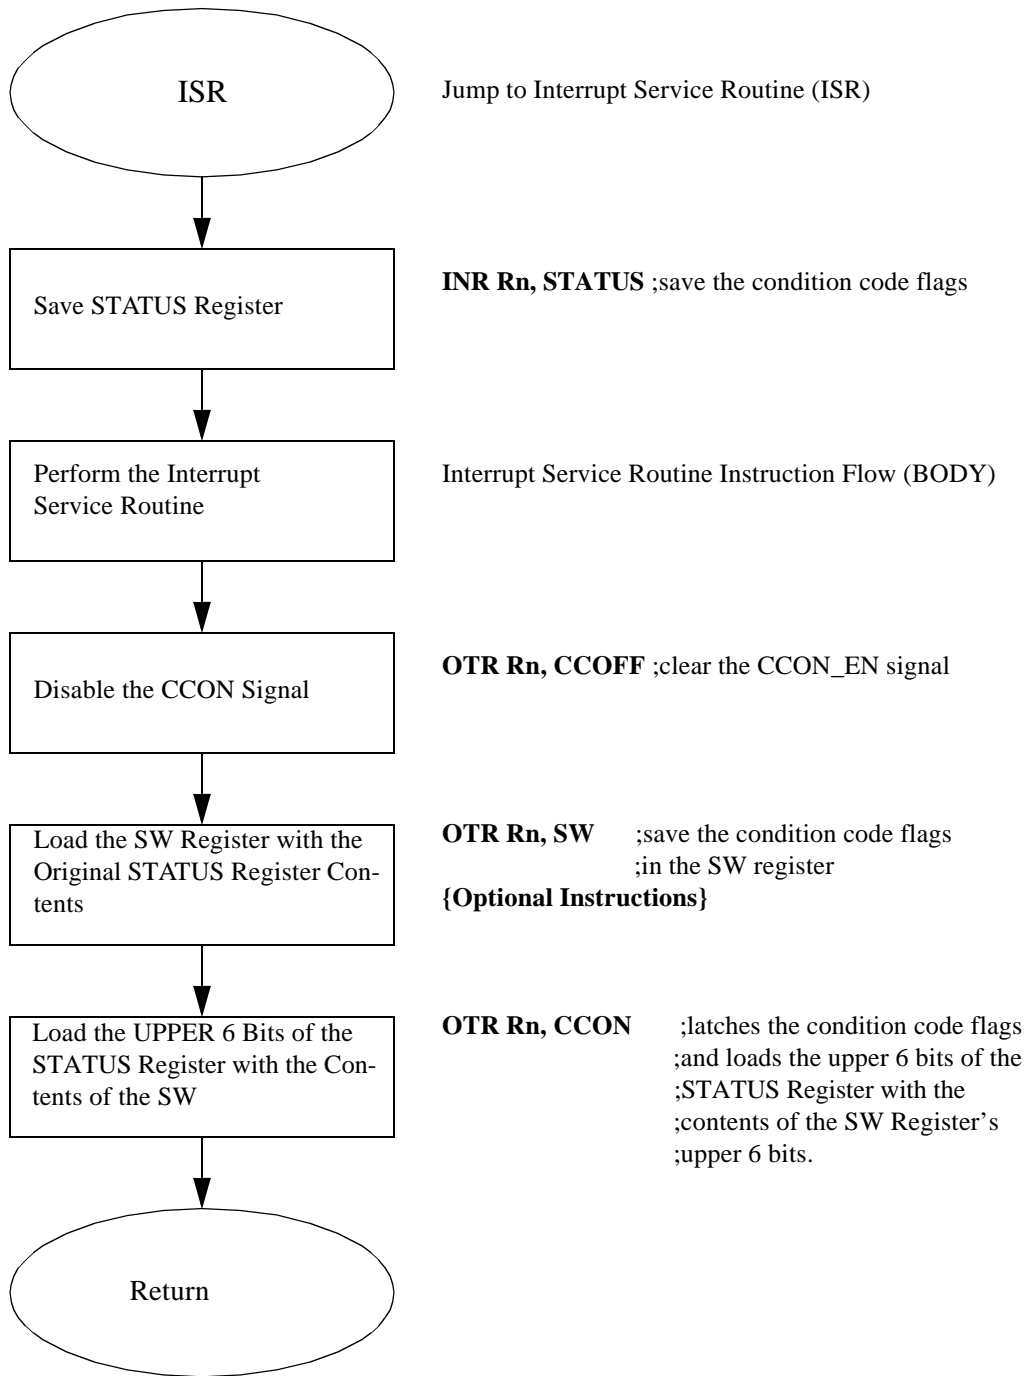 ISR
Jump to Interrupt Service Routine (ISR)
Save STATUS Register
INR Rn, STATUS ;save the condition code flags
Perform the Interrupt
Service Routine
Interrupt Service Routine Instruction Flow (BODY)
Disable the CCON Signal
OTR Rn, CCOFF ;clear the CCON_EN signal
Load the SW Register with the
Original STATUS Register Con-
tents
OTR Rn, SW ;save the condition code flags
;in the SW register
{Optional Instructions}
Load the UPPER 6 Bits of the
STATUS Register with the Con-
tents of the SW
OTR Rn, CCON ;latches the condition code flags
;and loads the upper 6 bits of the
;STATUS Register with the
;contents of the SW Register’s
;upper 6 bits.
Return